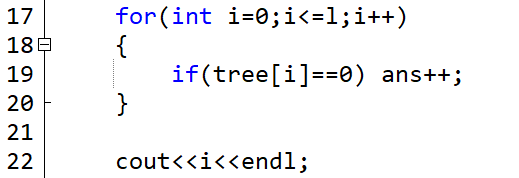 17 for(int i=0;i<=l;i++)
18 {
19 if(tree[i]==0) ans++;
20 }
21
22 cout<<i<<endl;